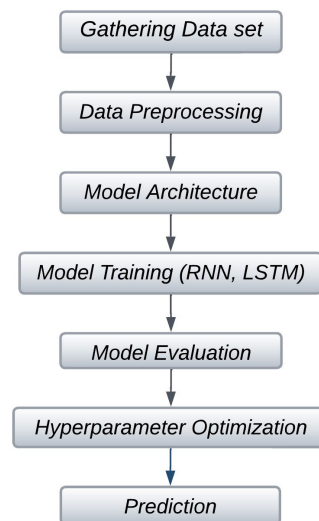 Gathering Data set
Data Preprocessing
Model Architecture
Model Training (RNN, LSTM)
Model Evaluation
Hyperparameter Optimization
Prediction